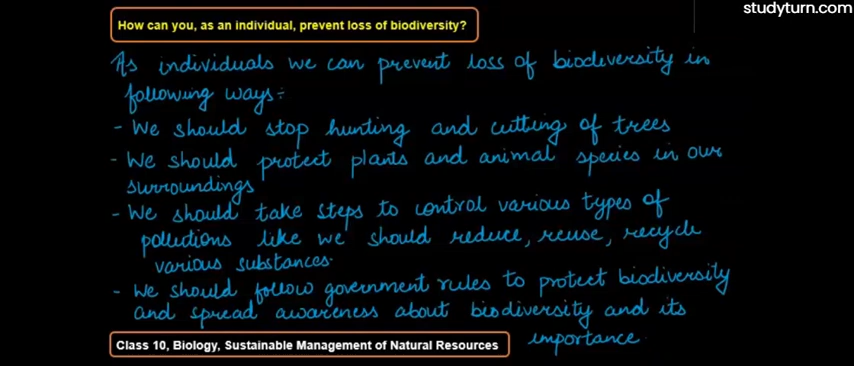 studyturn.com
How can you, as an individual, prevent loss of biodiversity?
As individuals we can prevent loss of biodiversity in
following ways:-
- We should stop hunting and cutting of trees
- We should protect plants and animal species in our
surroundings
- We should take steps to control various types of
pollutions like we should reduce, reuse, recycle
various substances.
- We should follow government rules to protect biodiversity
and spread awareness about biodiversity and its
importance.
Class 10, Biology, Sustainable Management of Natural Resources